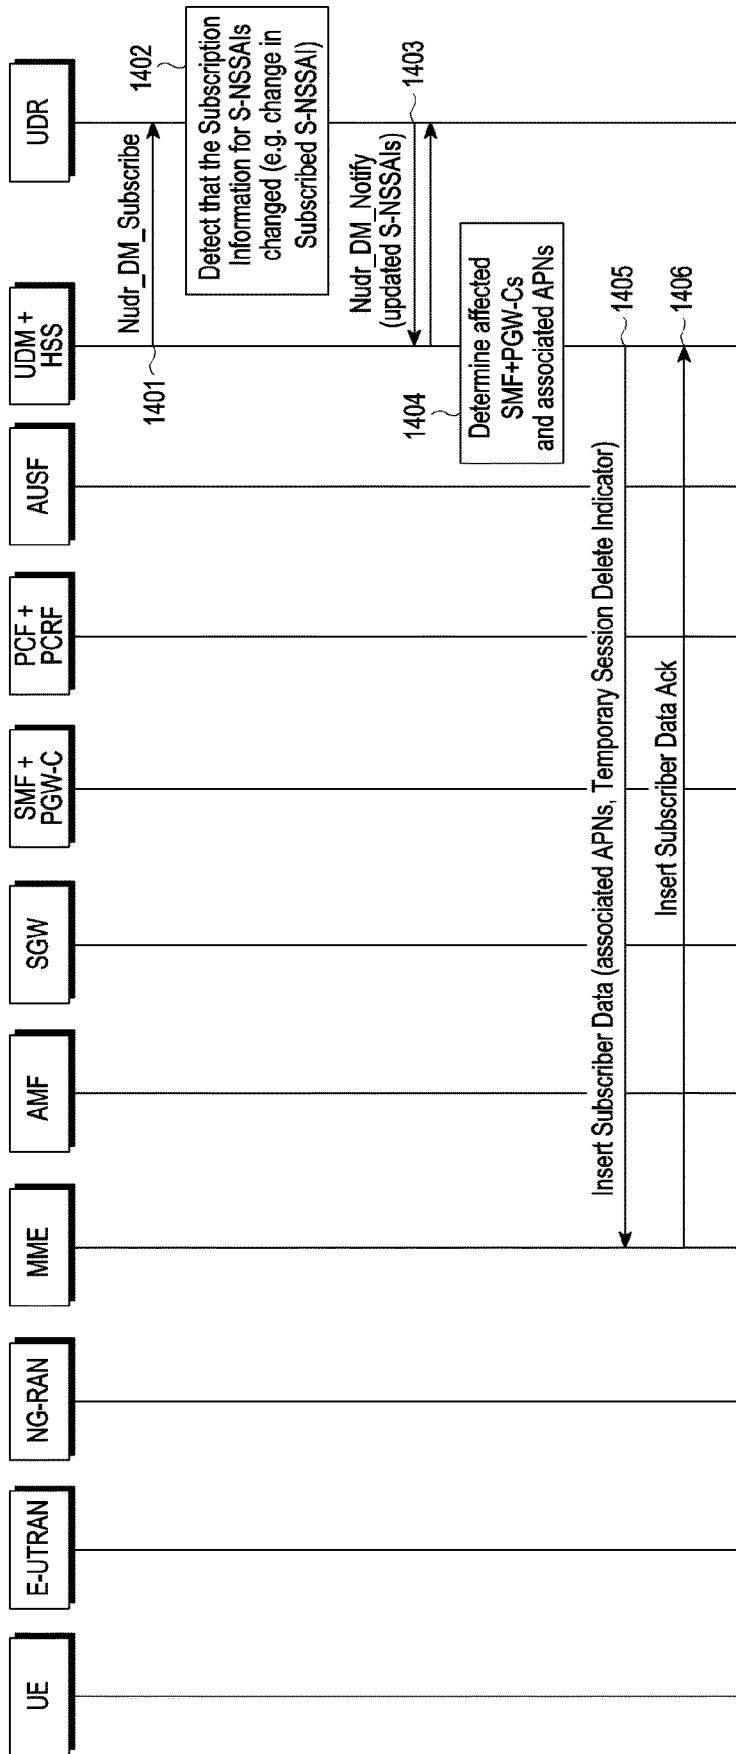 UE
E-UTRAN
NG-RAN
MME
AMF
SGW
SMF +
PGW-C
PCF +
PCRF
AUSF
UDM +
HSS
UDR
Nudr_DM_Subscribe
1401
1402
Detect that the Subscription
Information for S-NSSAIs
changed (e.g. change in
Subscribed S-NSSAI)
Nudr_DM_Notify
(updated S-NSSAIs)
1403
1404
Determine affected
SMF+PGW-Cs
and associated APNs
Insert Subscriber Data (associated APNs, Temporary Session Delete Indicator)
1405
Insert Subscriber Data Ack
1406